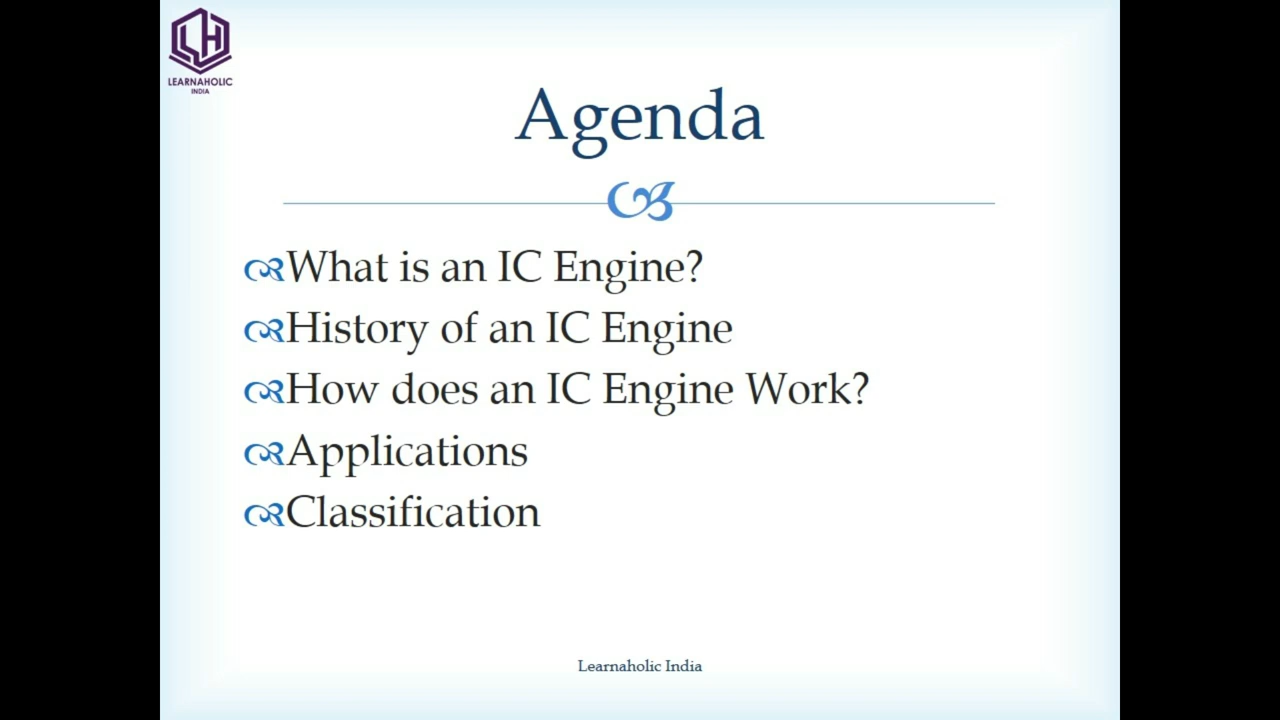 LH
LEARNAHOLIC
INDIA
Agenda
What is an IC Engine?
History of an IC Engine
How does an IC Engine Work?
Applications
Classification
Learnaholic India